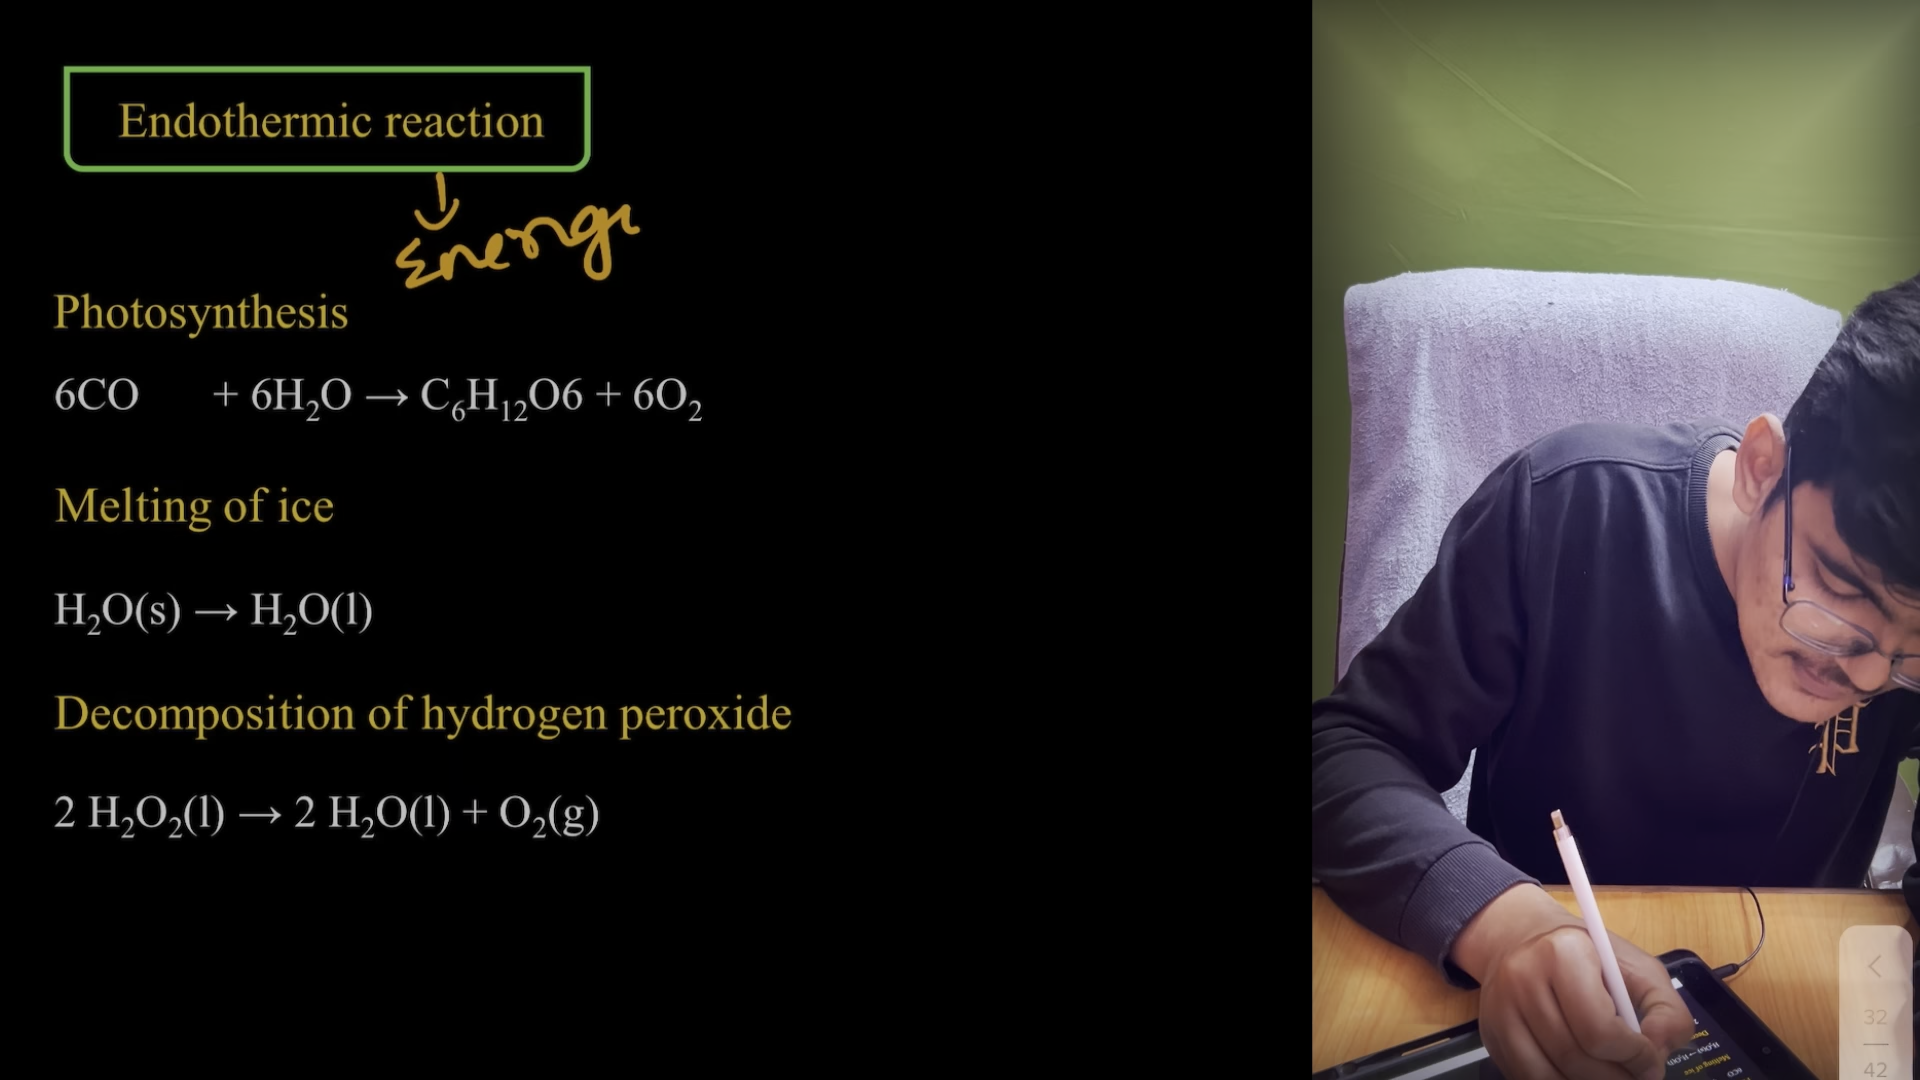 Endothermic reaction
Energy
Photosynthesis
6CO + 6H₂O → C₆H₁₂O6 + 6O₂
Melting of ice
H₂O(s) → H₂O(l)
Decomposition of hydrogen peroxide
2 H₂O₂(l) → 2 H₂O(l) + O₂(g)
32
42